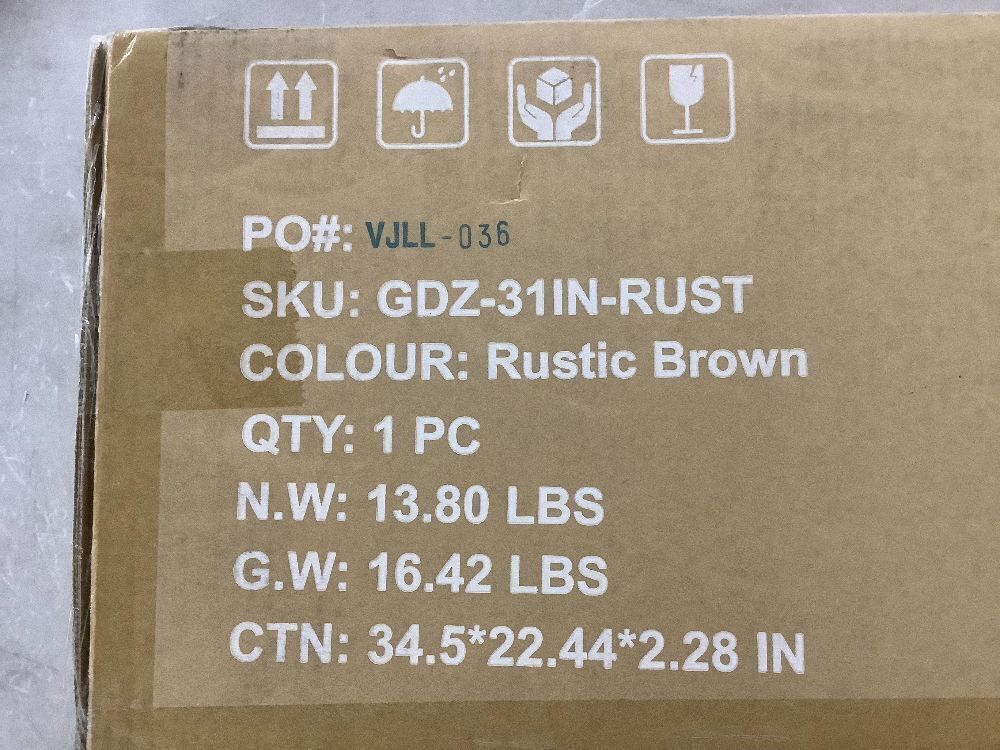 PO#: VJLL-036
SKU: GDZ-31IN-RUST
COLOUR: Rustic Brown
QTY: 1 PC
N.W: 13.80 LBS
G.W: 16.42 LBS
CTN: 34.5*22.44*2.28 IN